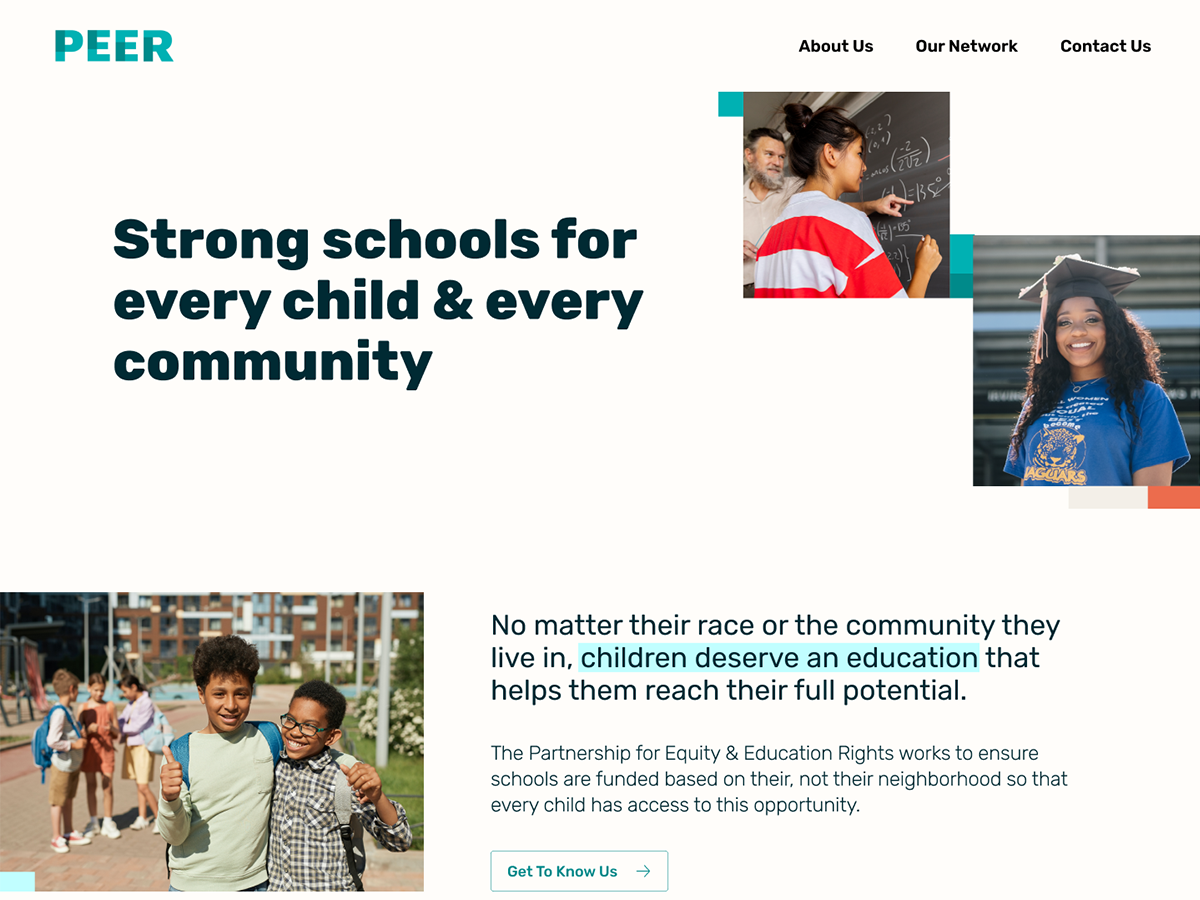 PEER
About Us
Our Network
Contact Us
Strong schools for
every child & every
community
JAGUARS
No matter their race or the community they
live in, children deserve an education that
helps them reach their full potential.
The Partnership for Equity & Education Rights works to ensure
schools are funded based on their, not their neighborhood so that
every child has access to this opportunity.
Get To Know Us →